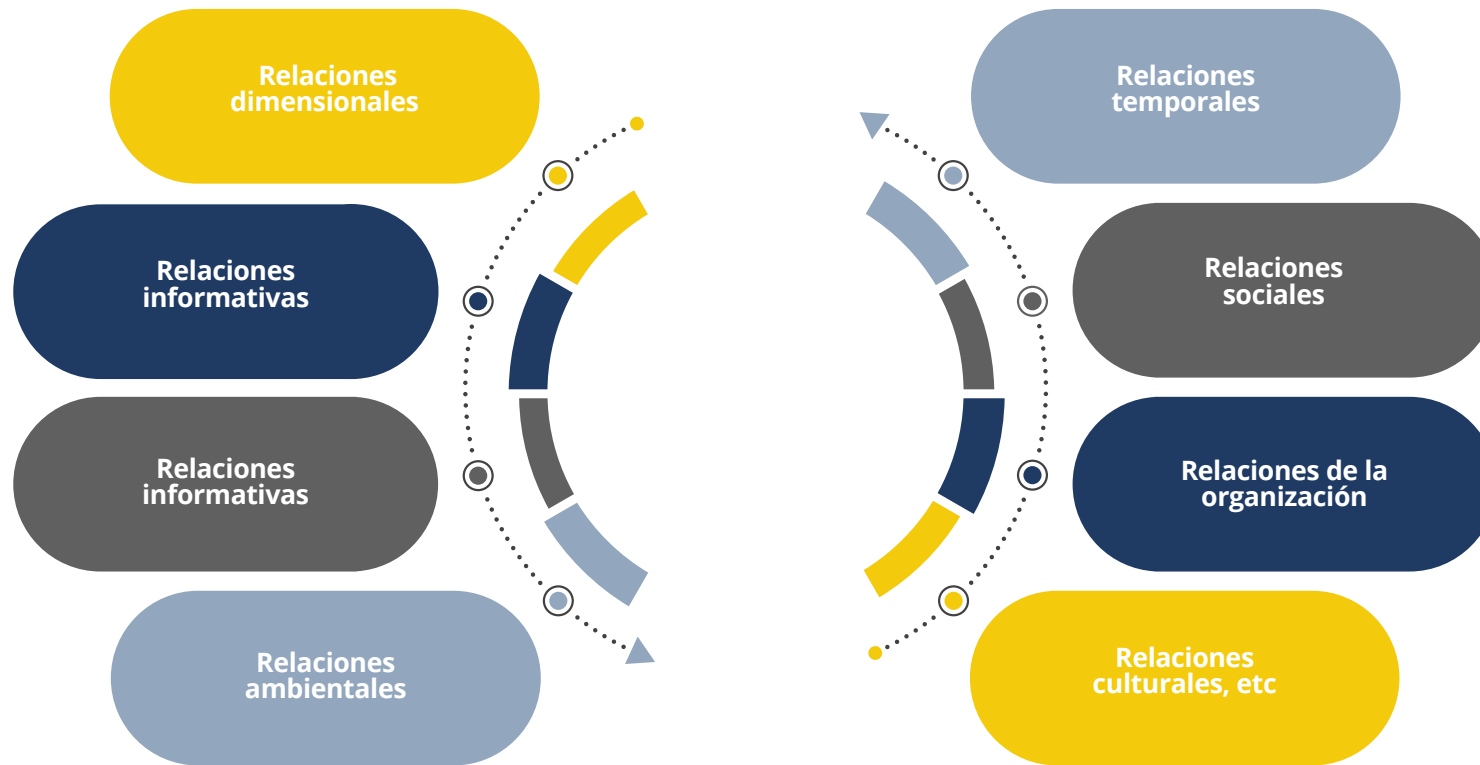 Relaciones
dimensionales
Relaciones
informativas
Relaciones
informativas
Relaciones
ambientales
Relaciones
temporales
Relaciones
sociales
Relaciones de la
organización
Relaciones
culturales, etc